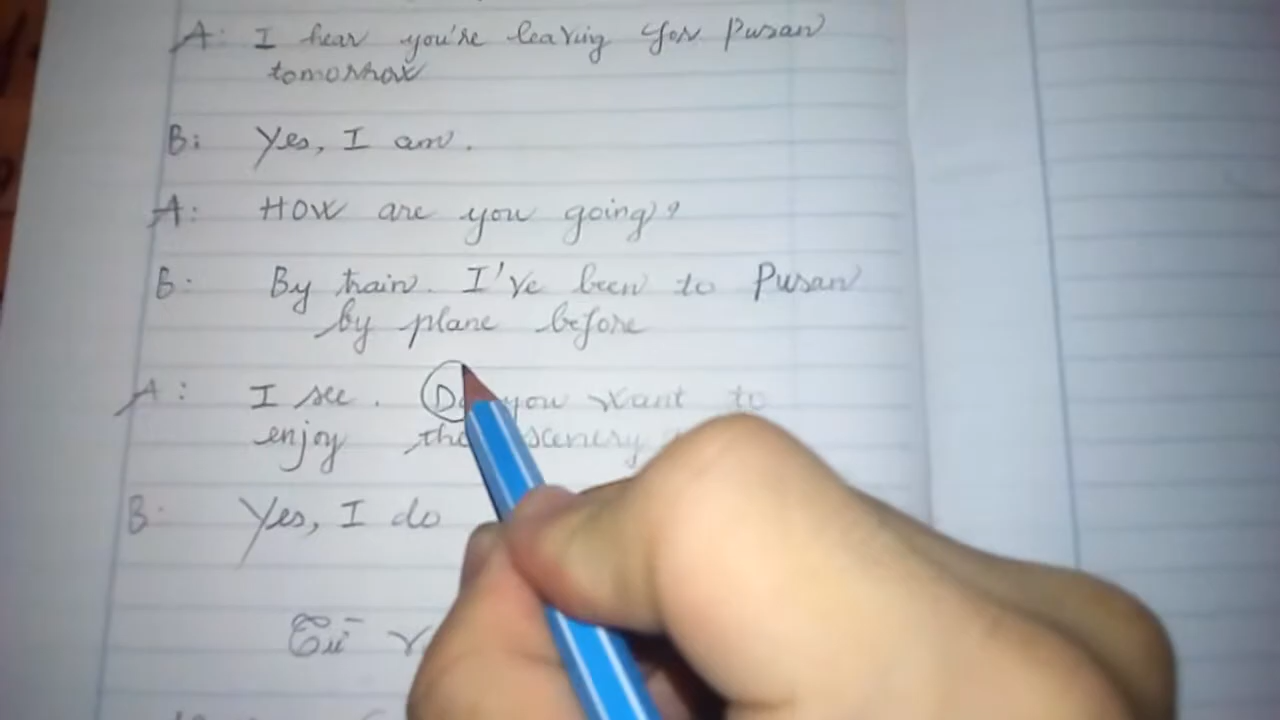 A: I hear you're leaving for Pusan
tomorrow
B: Yes, I am.
A: How are you going?
B: By train. I've been to Pusan
by plane before
A: I see. Do you want to
enjoy the scenery
B: Yes, I do